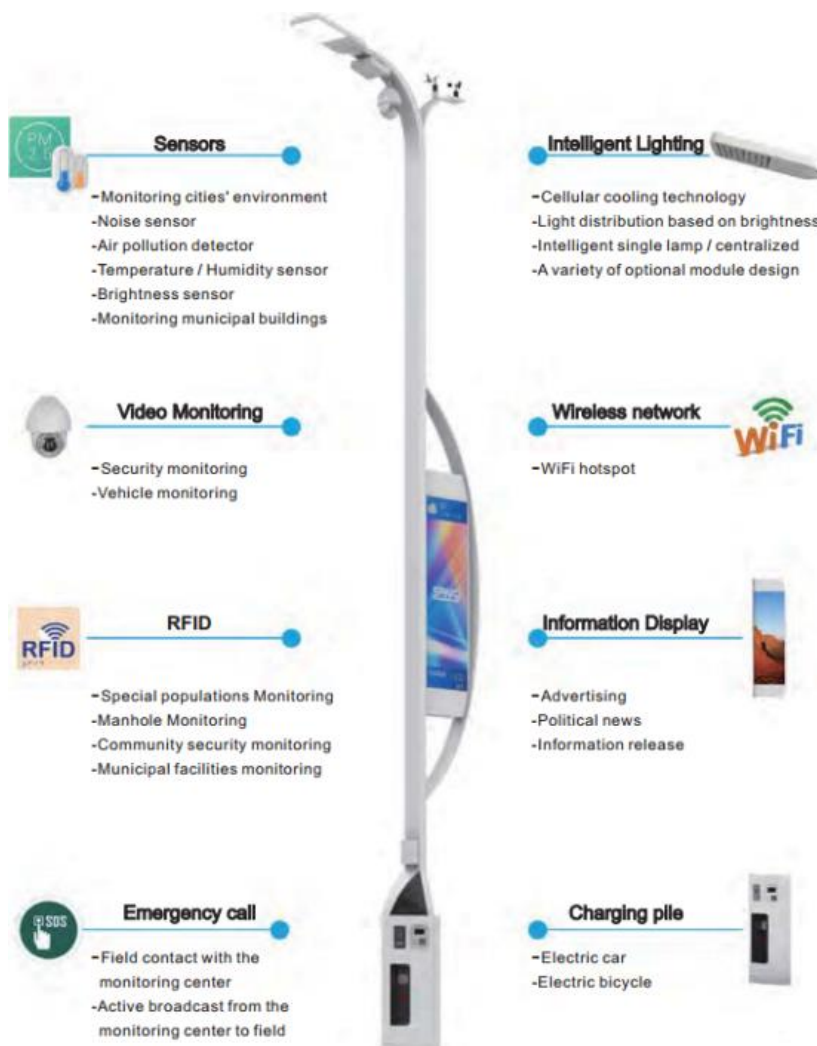 PM
2.5
Sensors
-Monitoring cities' environment
-Noise sensor
-Air pollution detector
-Temperature / Humidity sensor
-Brightness sensor
-Monitoring municipal buildings
Intelligent Lighting
-Cellular cooling technology
-Light distribution based on brightness
-Intelligent single lamp / centralized
-A variety of optional module design
Video Monitoring
-Security monitoring
-Vehicle monitoring
Wireless network
WiFi
-WiFi hotspot
RFID
RFID
-Special populations Monitoring
-Manhole Monitoring
-Community security monitoring
-Municipal facilities monitoring
Information Display
-Advertising
-Political news
-Information release
SOS
Emergency call
-Field contact with the
monitoring center
-Active broadcast from the
monitoring center to field
Charging pile
-Electric car
-Electric bicycle